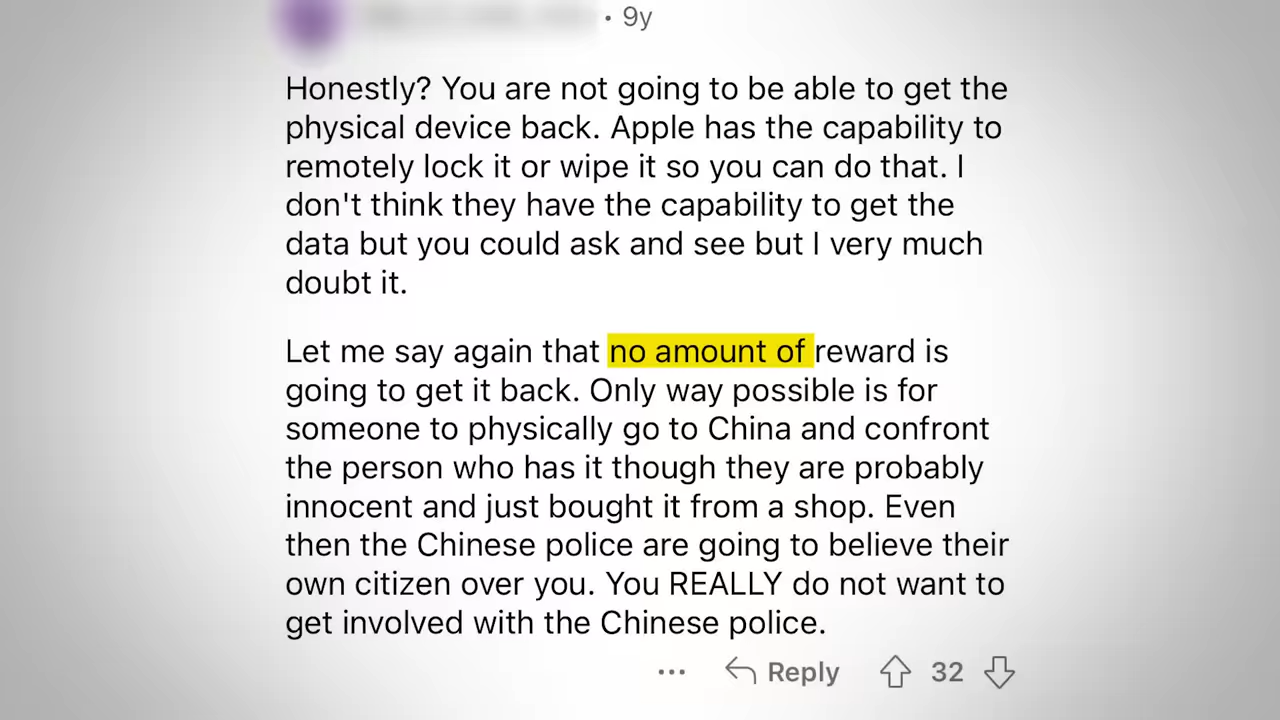 • 9y
Honestly? You are not going to be able to get the
physical device back. Apple has the capability to
remotely lock it or wipe it so you can do that. I
don't think they have the capability to get the
data but you could ask and see but I very much
doubt it.
Let me say again that no amount of reward is
going to get it back. Only way possible is for
someone to physically go to China and confront
the person who has it though they are probably
innocent and just bought it from a shop. Even
then the Chinese police are going to believe their
own citizen over you. You REALLY do not want to
get involved with the Chinese police.
... Reply 32